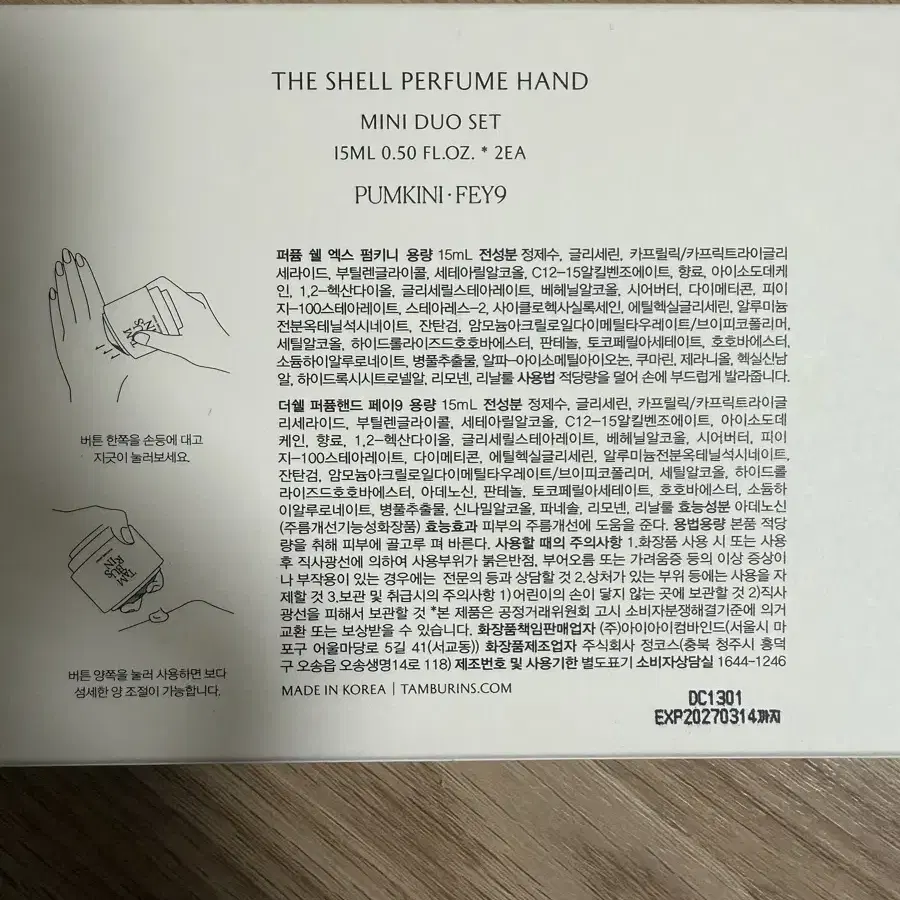 THE SHELL PERFUME HAND
MINI DUO SET
15ML 0.50 FL.OZ. * 2EA
PUMKINI · FEY9
퍼퓸 쉘 엑스 펌키니 용량 15mL 전성분 정제수, 글리세린, 카프릴릭/카프릭트라이글리
세라이드, 부틸렌글라이콜, 세테아릴알코올, C12-15알킬벤조에이트, 향료, 아이소도데케
인, 1,2-헥산다이올, 글리세릴스테아레이트, 베헤닐알코올, 시어버터, 다이메티콘, 피이
지-100스테아레이트, 스테아레스-2, 사이클로헥사실록세인, 에틸헥실글리세린, 알루미늄
전분옥테닐석시네이트, 잔탄검, 암모늄아크릴로일다이메틸타우레이트/브이피코폴리머,
세틸알코올, 하이드롤라이즈드호호바에스터, 판테놀, 토코페릴아세테이트, 호호바에스터,
소듐하이알루로네이트, 병풀추출물, 알파-아이소메틸아이오논, 쿠마린, 제라니올, 헥실신남
알, 하이드록시시트로넬알, 리모넨, 리날룰 사용법 적당량을 덜어 손에 부드럽게 발라줍니다.
더쉘 퍼퓸핸드 페이9 용량 15mL 전성분 정제수, 글리세린, 카프릴릭/카프릭트라이글
리세라이드, 부틸렌글라이콜, 세테아릴알코올, C12-15알킬벤조에이트, 아이소도데
케인, 향료, 1,2-헥산다이올, 글리세릴스테아레이트, 베헤닐알코올, 시어버터, 피이
지-100스테아레이트, 다이메티콘, 에틸헥실글리세린, 알루미늄전분옥테닐석시네이트,
잔탄검, 암모늄아크릴로일다이메틸타우레이트/브이피코폴리머, 세틸알코올, 하이드롤
라이즈드호호바에스터, 아데노신, 판테놀, 토코페릴아세테이트, 호호바에스터, 소듐하
이알루로네이트, 병풀추출물, 신나밀알코올, 파네솔, 리모넨, 리날룰 효능성분 아데노신
(주름개선기능성화장품) 효능효과 피부의 주름개선에 도움을 준다. 용법용량 본품 적당
량을 취해 피부에 골고루 펴 바른다. 사용할 때의 주의사항 1.화장품 사용 시 또는 사용
후 직사광선에 의하여 사용부위가 붉은반점, 부어오름 또는 가려움증 등의 이상 증상이
나 부작용이 있는 경우에는 전문의 등과 상담할 것 2.상처가 있는 부위 등에는 사용을 자
제할 것 3.보관 및 취급시의 주의사항 1)어린이의 손이 닿지 않는 곳에 보관할 것 2)직사
광선을 피해서 보관할 것 *본 제품은 공정거래위원회 고시 소비자분쟁해결기준에 의거
교환 또는 보상받을 수 있습니다. 화장품책임판매업자 (주)아이아이컴바인드(서울시 마
포구 어울마당로 5길 41(서교동)) 화장품제조업자 주식회사 정코스(충북 청주시 흥덕
구 오송읍 오송생명14로 118) 제조번호 및 사용기한 별도표기 소비자상담실 1644-1246
MADE IN KOREA | TAMBURINS.COM
DC1301
EXP20270314까지
버튼 한쪽을 손등에 대고
지긋이 눌러보세요.
TAM
BUR
INS
버튼 양쪽을 눌러 사용하면 보다
섬세한 양 조절이 가능합니다.